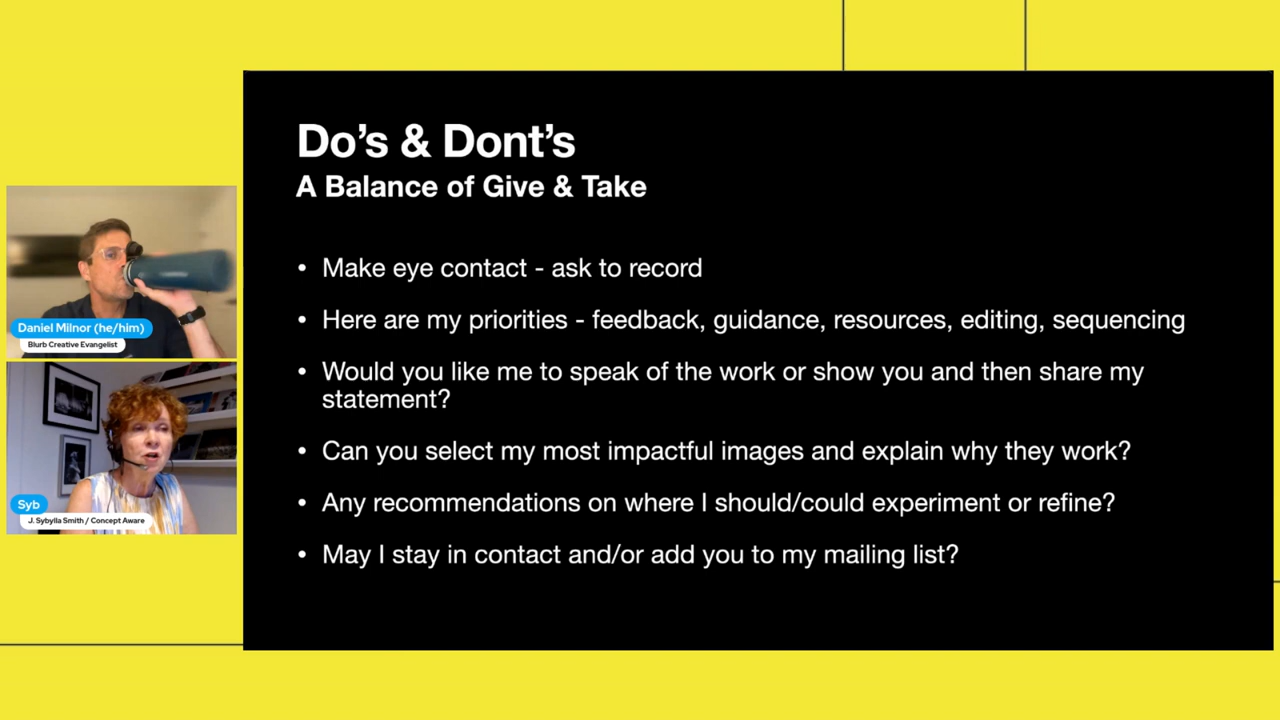 Do's & Dont's
A Balance of Give & Take
• Make eye contact - ask to record
• Here are my priorities - feedback, guidance, resources, editing, sequencing
• Would you like me to speak of the work or show you and then share my
statement?
• Can you select my most impactful images and explain why they work?
• Any recommendations on where I should/could experiment or refine?
• May I stay in contact and/or add you to my mailing list?
Daniel Milnor (he/him)
Blurb Creative Evangelist
Syb
J. Sybylla Smith / Concept Aware